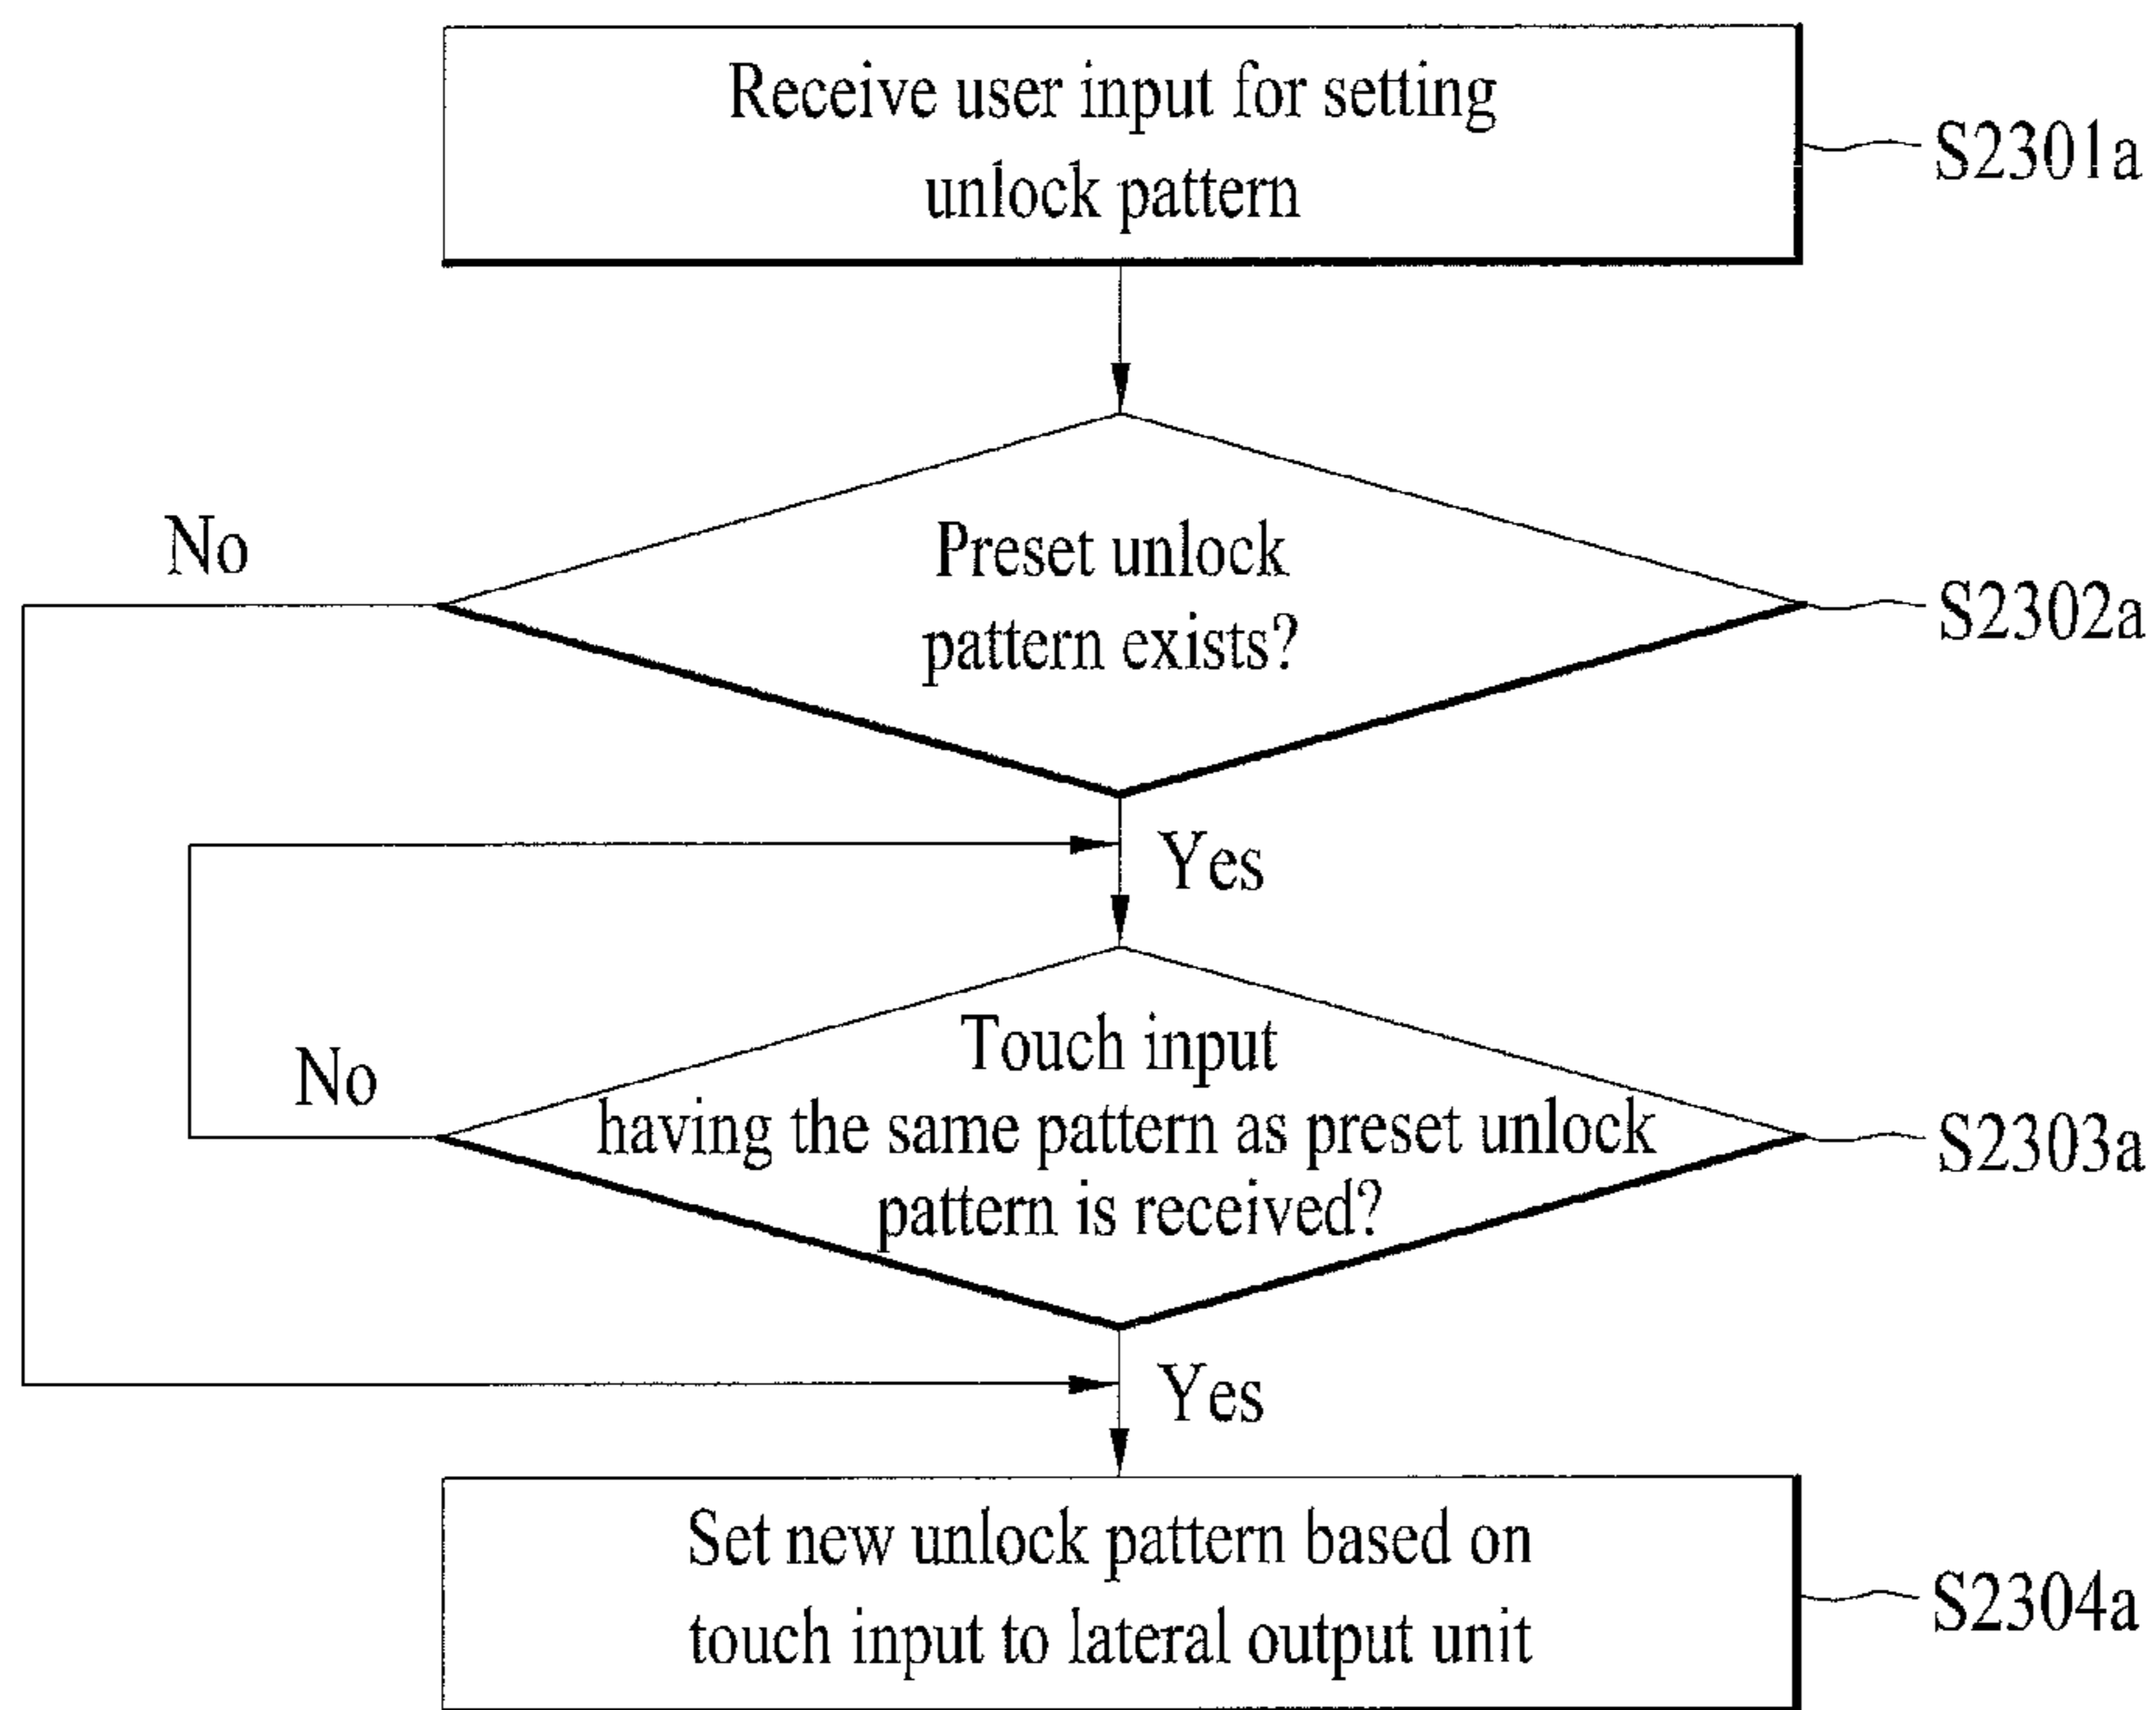 Receive user input for setting
unlock pattern
S2301a
No
Preset unlock
pattern exists?
S2302a
Yes
No
Touch input
having the same pattern as preset unlock
pattern is received?
S2303a
Yes
Set new unlock pattern based on
touch input to lateral output unit
S2304a